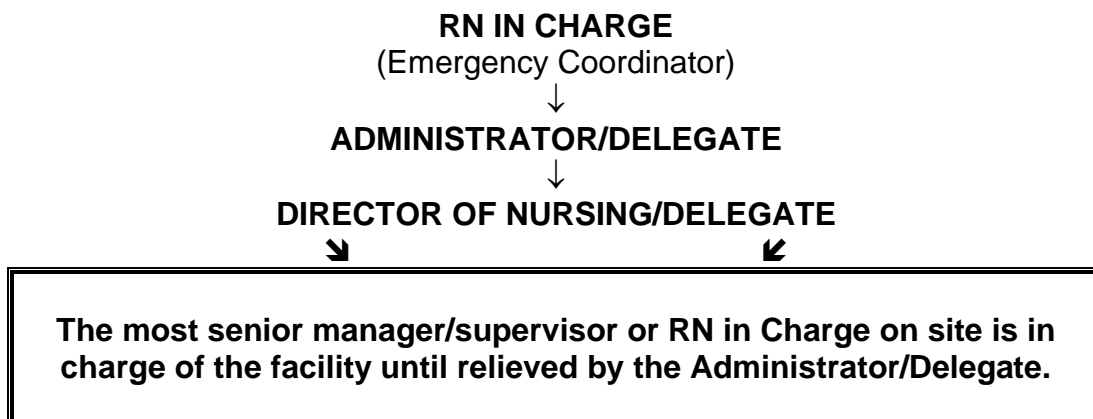 RN IN CHARGE
(Emergency Coordinator)
↓
ADMINISTRATOR/DELEGATE
↓
DIRECTOR OF NURSING/DELEGATE
The most senior manager/supervisor or RN in Charge on site is in
charge of the facility until relieved by the Administrator/Delegate.